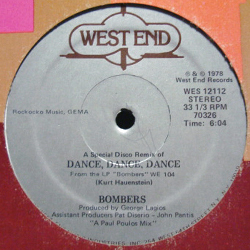 WEST END
℗ & © 1978
West End Records
WES 12112
STEREO
33 1/3 RPM
70326
Time: 6:04
Rockocka Music, GEMA
A Special Disco Remix of
DANCE, DANCE, DANCE
From the LP "Bombers" WE 104
(Kurt Hauenstein)
BOMBERS
Produced by George Lagios
Assistant Producers Pat Deserio - John Pantis
"A Paul Poulos Mix"